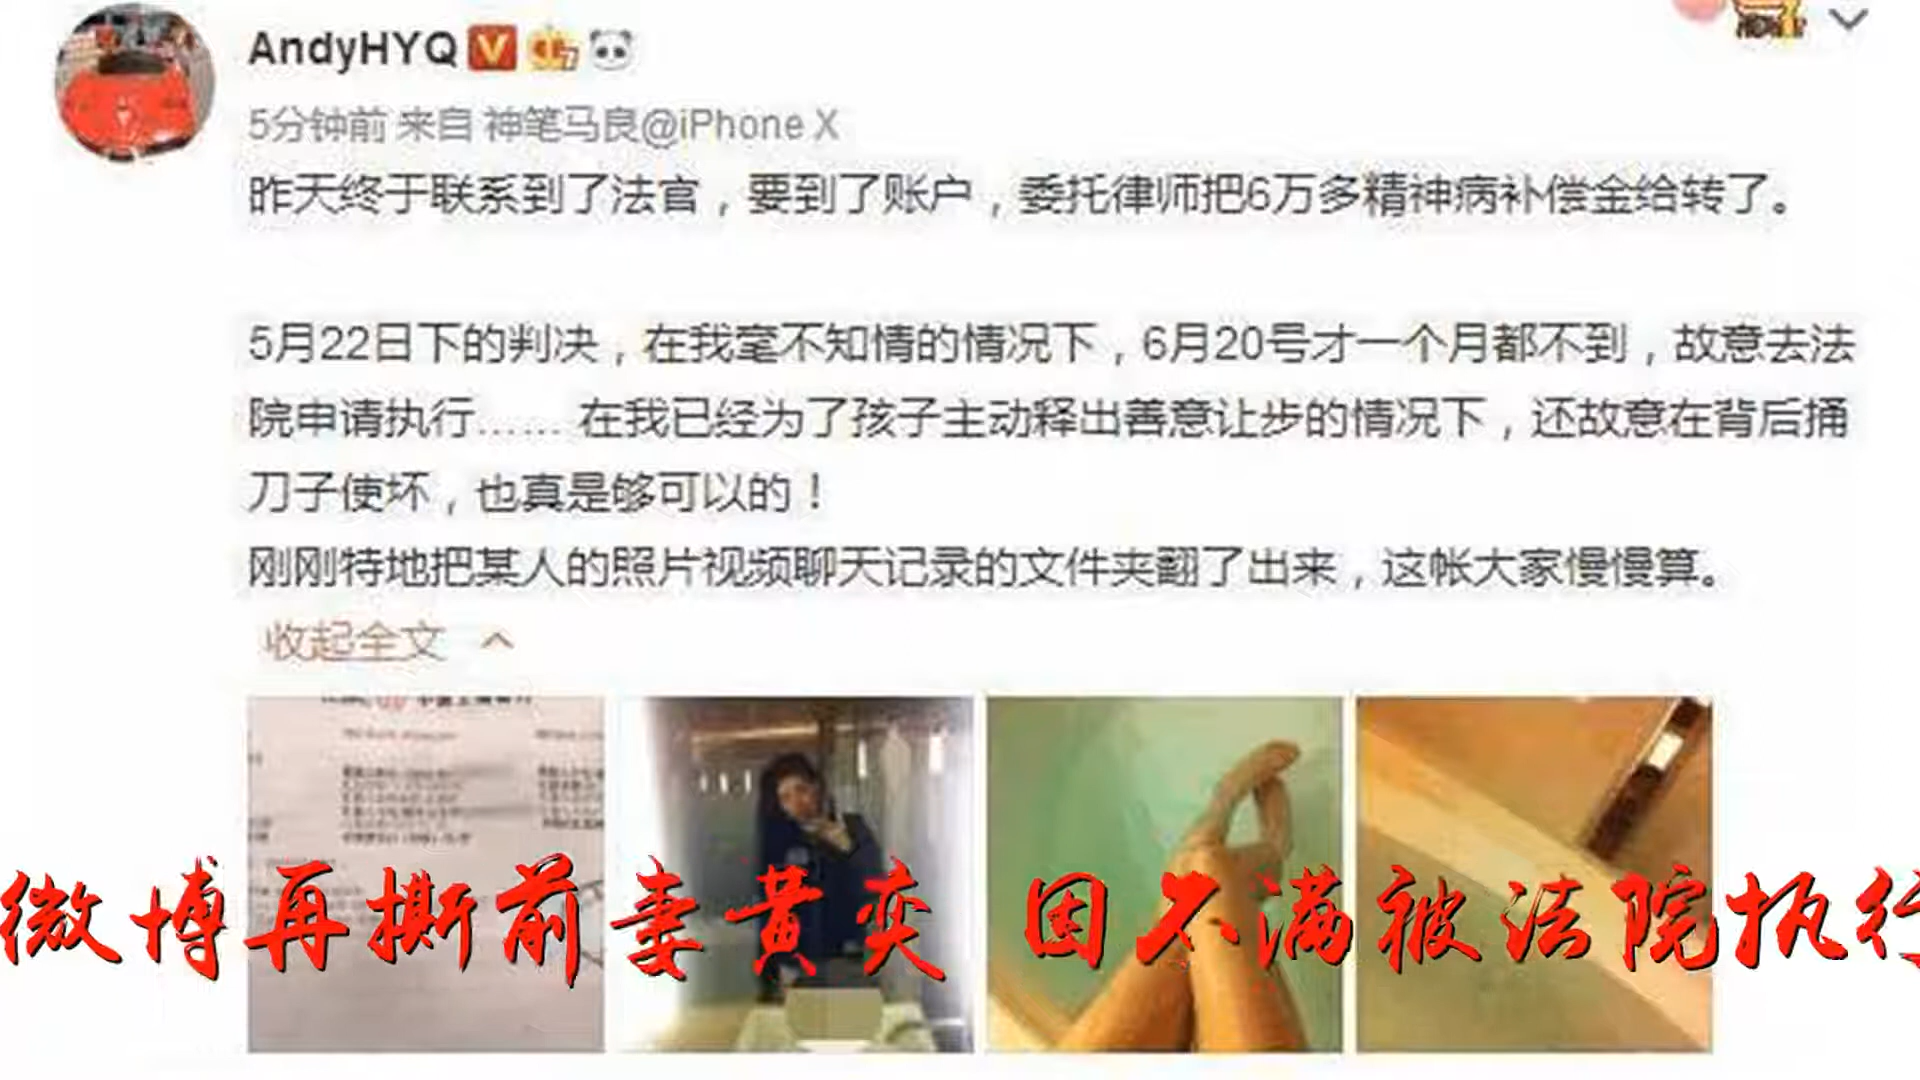 AndyHYQ
5分钟前 来自 神笔马良@iPhone X
昨天终于联系到了法官，要到了账户，委托律师把6万多精神病补偿金给转了。
5月22日下的判决，在我毫不知情的情况下，6月20号才一个月都不到，故意去法
院申请执行…… 在我已经为了孩子主动释出善意让步的情况下，还故意在背后捅
刀子使坏，也真是够可以的！
刚刚特地把某人的照片视频聊天记录的文件夹翻了出来，这帐大家慢慢算。
收起全文
微博再撕前妻黄奕 因不满被法院执行